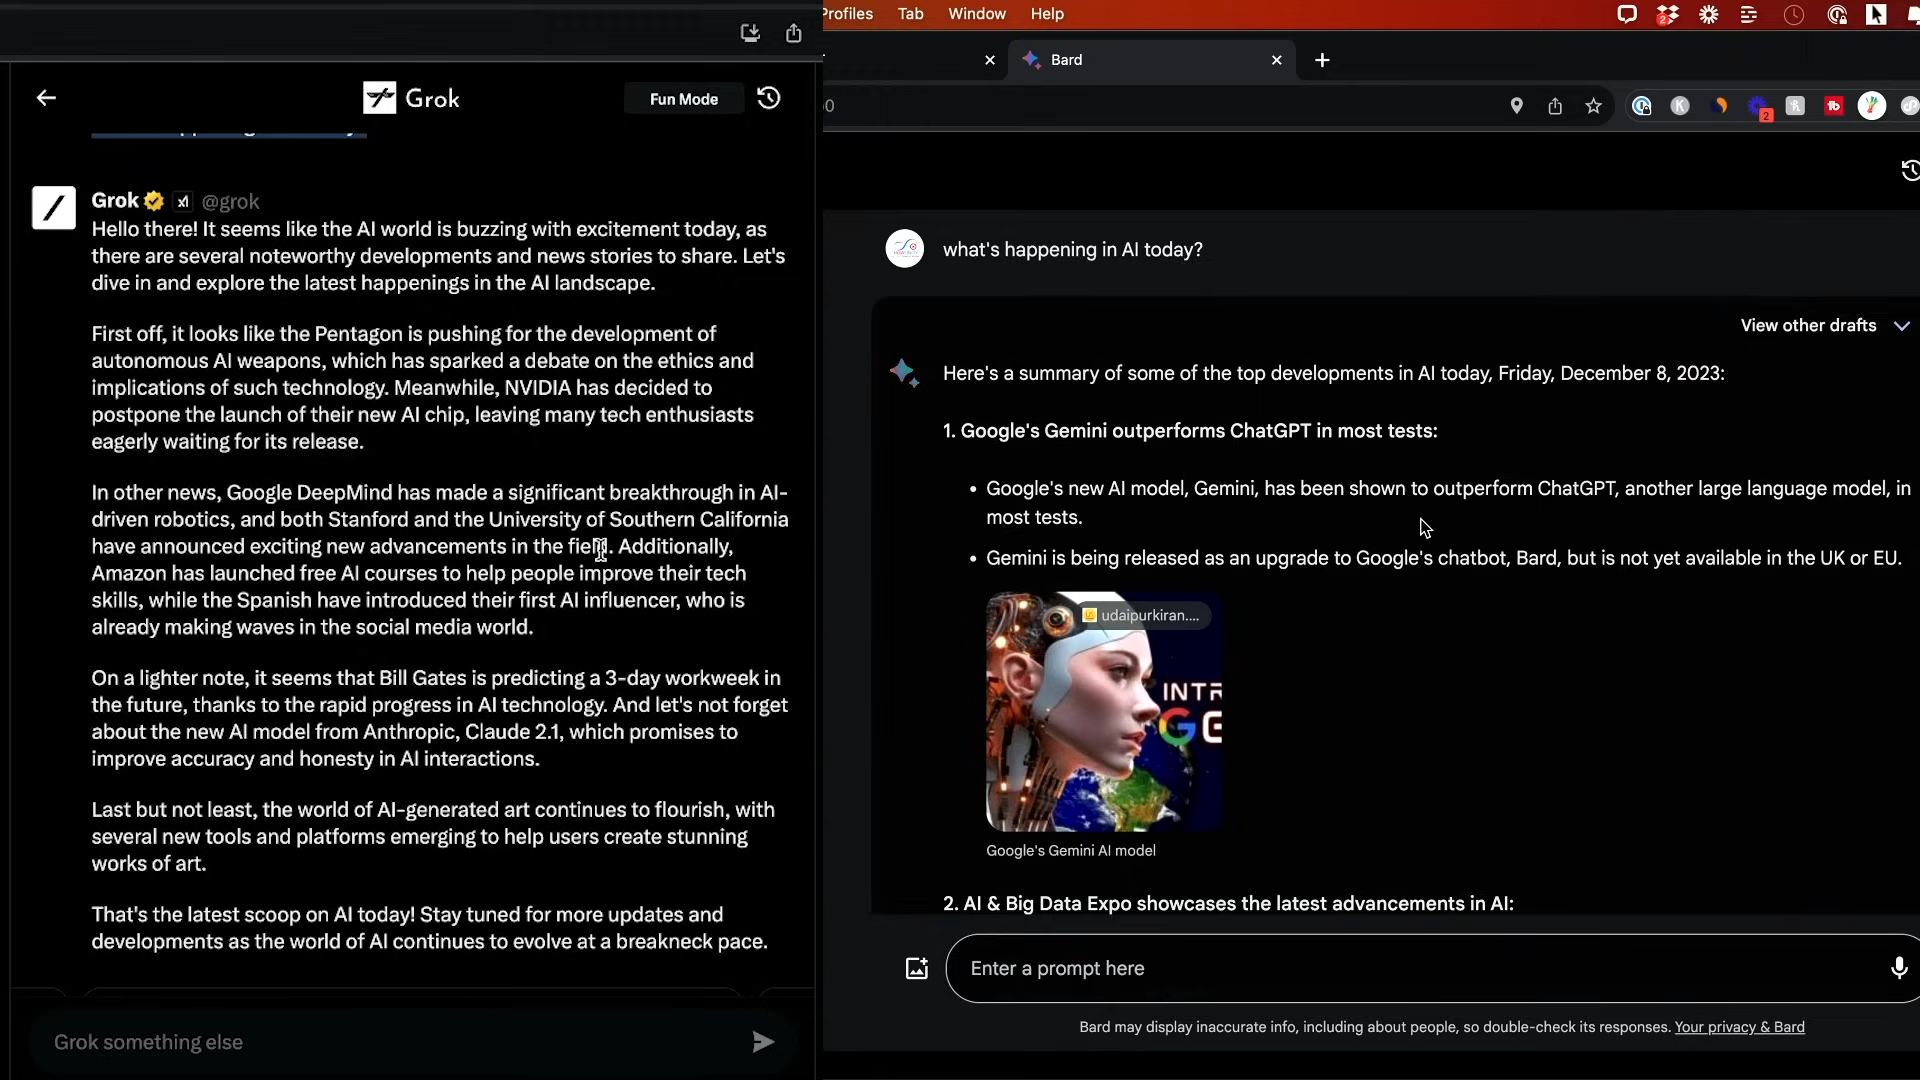 Profiles Tab Window Help
2
Bard
2
Grok
Fun Mode
Grok @grok
Hello there! It seems like the AI world is buzzing with excitement today, as
there are several noteworthy developments and news stories to share. Let's
dive in and explore the latest happenings in the AI landscape.
First off, it looks like the Pentagon is pushing for the development of
autonomous AI weapons, which has sparked a debate on the ethics and
implications of such technology. Meanwhile, NVIDIA has decided to
postpone the launch of their new AI chip, leaving many tech enthusiasts
eagerly waiting for its release.
In other news, Google DeepMind has made a significant breakthrough in AI-
driven robotics, and both Stanford and the University of Southern California
have announced exciting new advancements in the field. Additionally,
Amazon has launched free AI courses to help people improve their tech
skills, while the Spanish have introduced their first AI influencer, who is
already making waves in the social media world.
On a lighter note, it seems that Bill Gates is predicting a 3-day workweek in
the future, thanks to the rapid progress in AI technology. And let's not forget
about the new AI model from Anthropic, Claude 2.1, which promises to
improve accuracy and honesty in AI interactions.
Last but not least, the world of AI-generated art continues to flourish, with
several new tools and platforms emerging to help users create stunning
works of art.
That's the latest scoop on AI today! Stay tuned for more updates and
developments as the world of AI continues to evolve at a breakneck pace.
Grok something else
what's happening in AI today?
View other drafts
Here's a summary of some of the top developments in AI today, Friday, December 8, 2023:
1. Google's Gemini outperforms ChatGPT in most tests:
• Google's new AI model, Gemini, has been shown to outperform ChatGPT, another large language model, in
most tests.
• Gemini is being released as an upgrade to Google's chatbot, Bard, but is not yet available in the UK or EU.
udaipurkiran....
INTR
GE
Google's Gemini AI model
2. AI & Big Data Expo showcases the latest advancements in AI:
Enter a prompt here
Bard may display inaccurate info, including about people, so double-check its responses. Your privacy & Bard